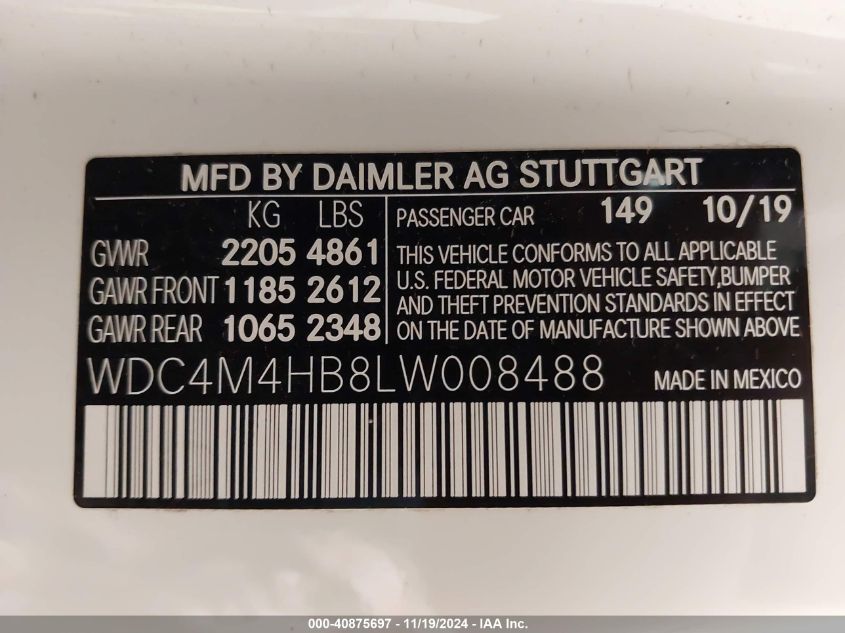 MFD BY DAIMLER AG STUTTGART
KG LBS
GVWR 2205 4861
GAWR FRONT 1185 2612
GAWR REAR 1065 2348
PASSENGER CAR 149 10/19
THIS VEHICLE CONFORMS TO ALL APPLICABLE
U.S. FEDERAL MOTOR VEHICLE SAFETY,BUMPER
AND THEFT PREVENTION STANDARDS IN EFFECT
ON THE DATE OF MANUFACTURE SHOWN ABOVE.
WDC4M4HB8LW008488 MADE IN MEXICO
000-40875697 - 11/19/2024 - IAA Inc.